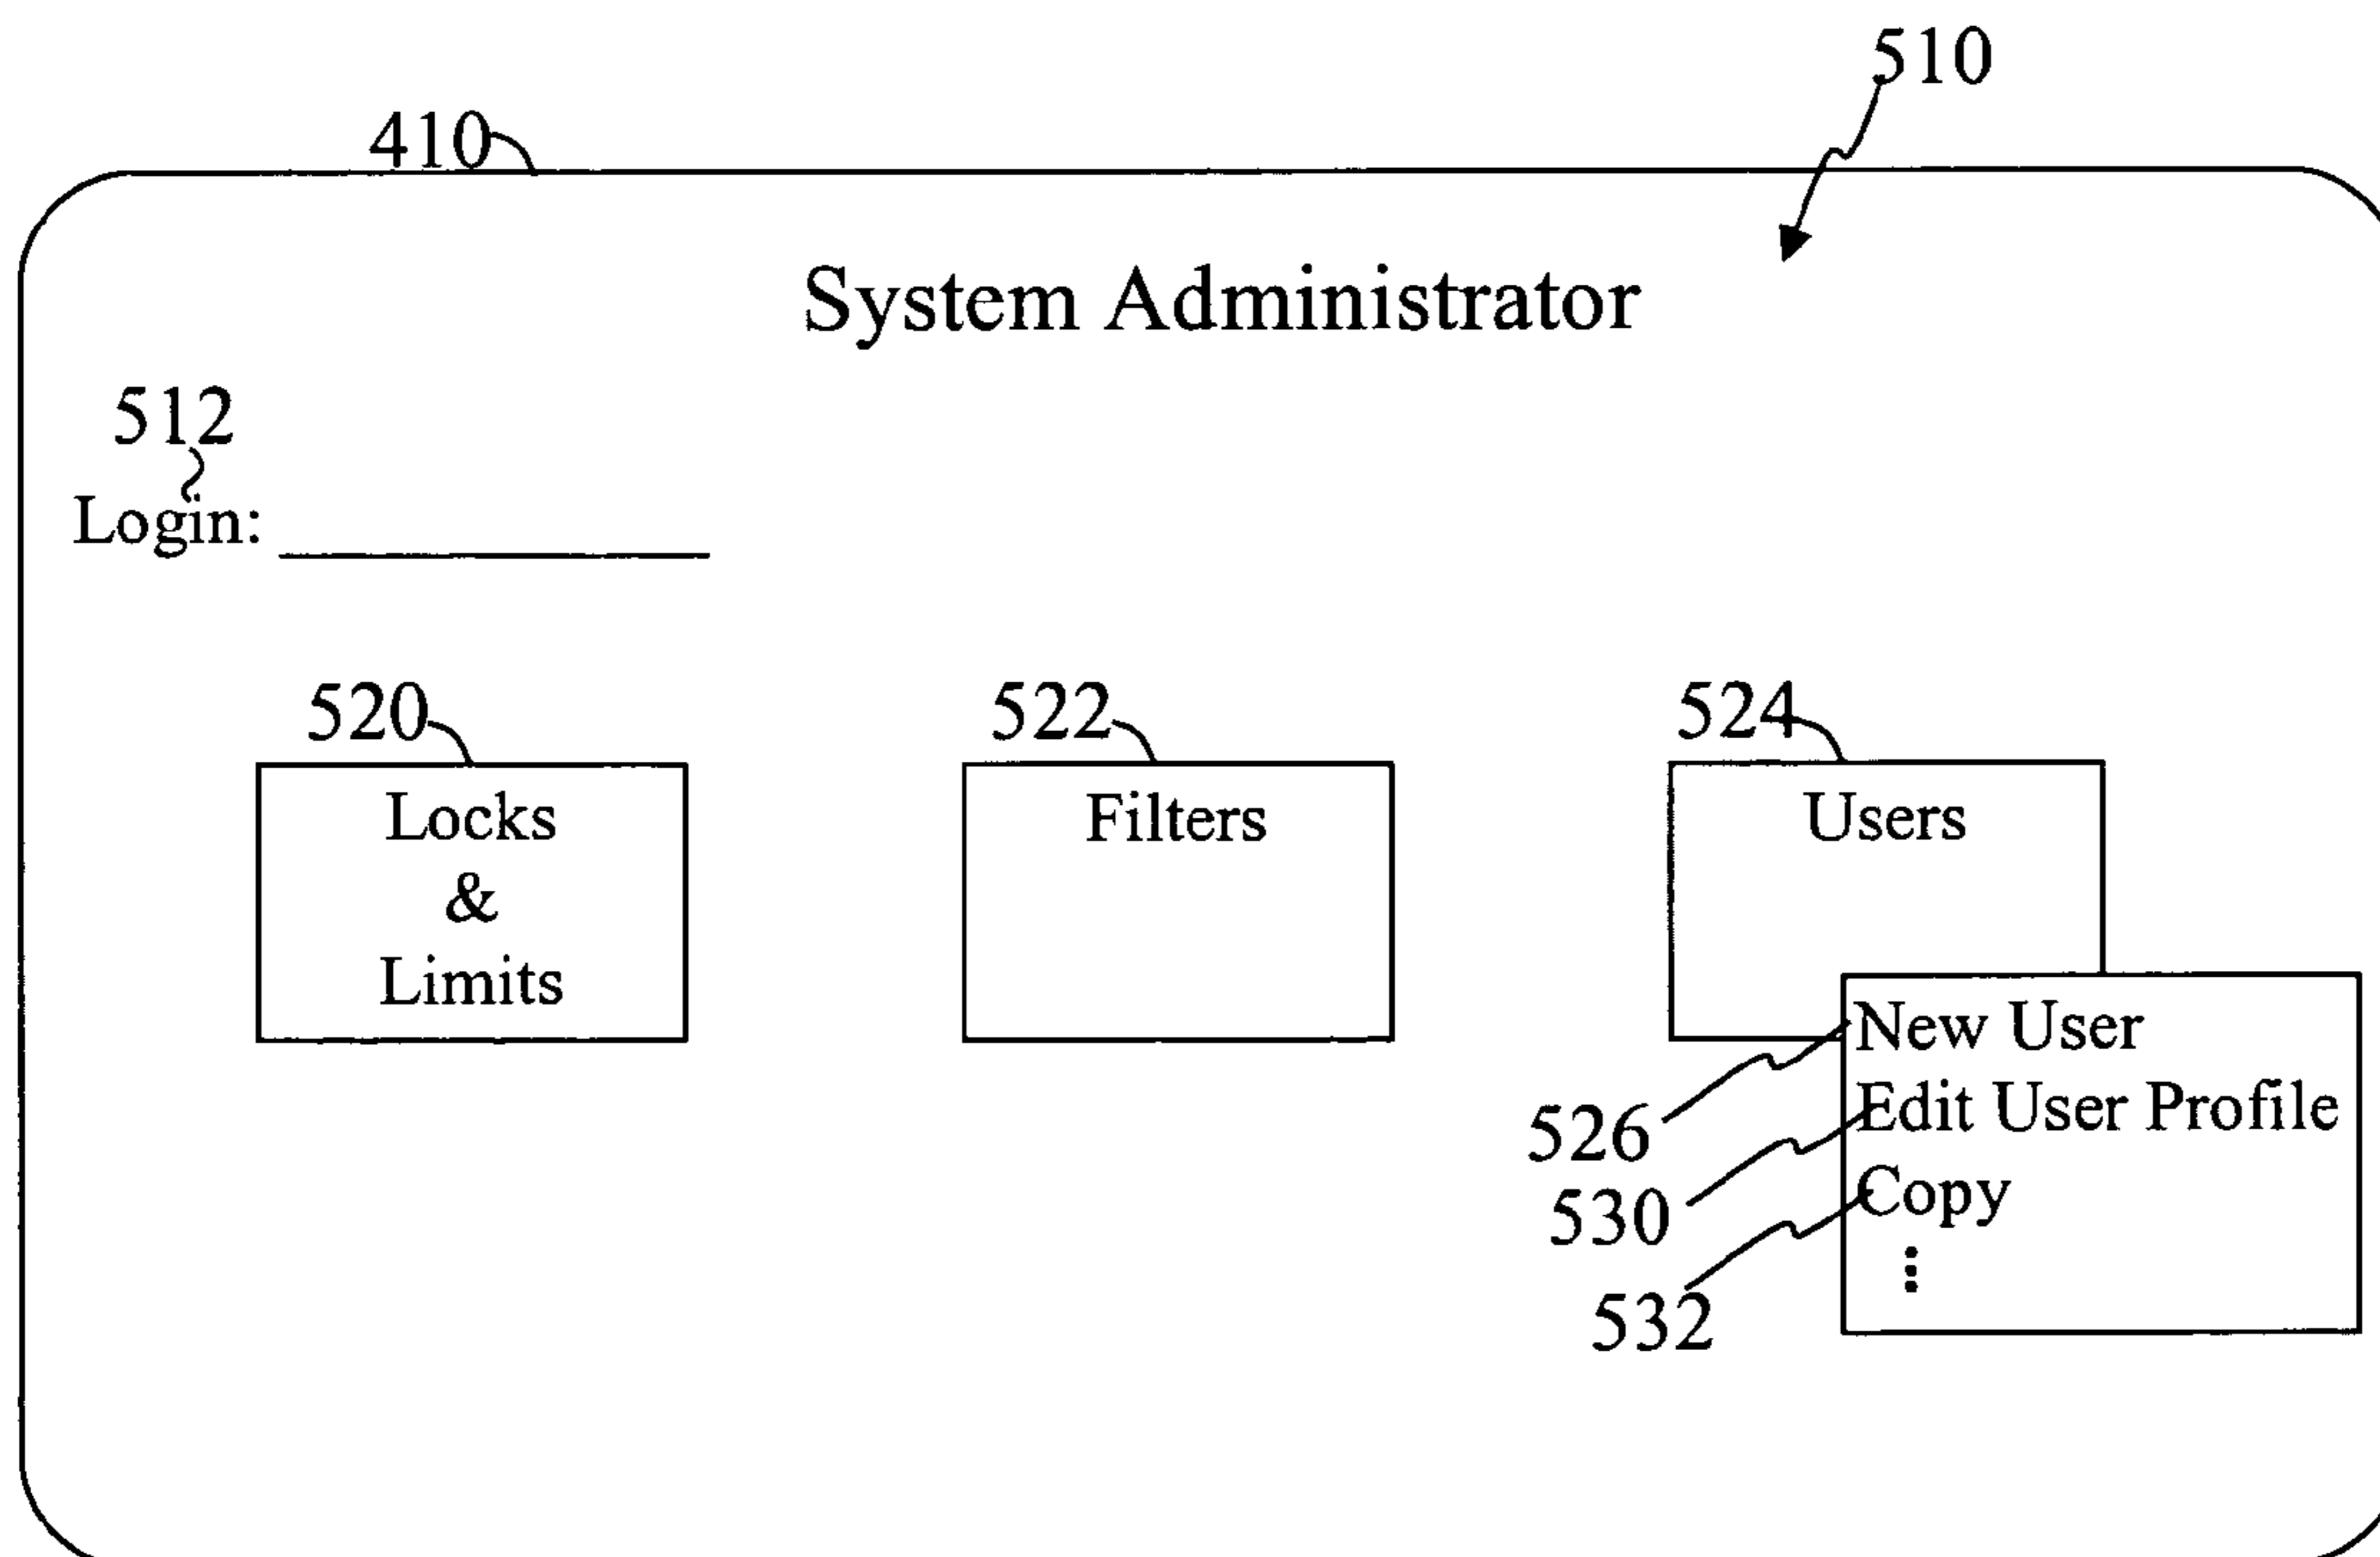 510
410
System Administrator
512
Login:
520
522
524
Locks
&
Limits
Filters
Users
New User
Edit User Profile
Copy
526
530
532